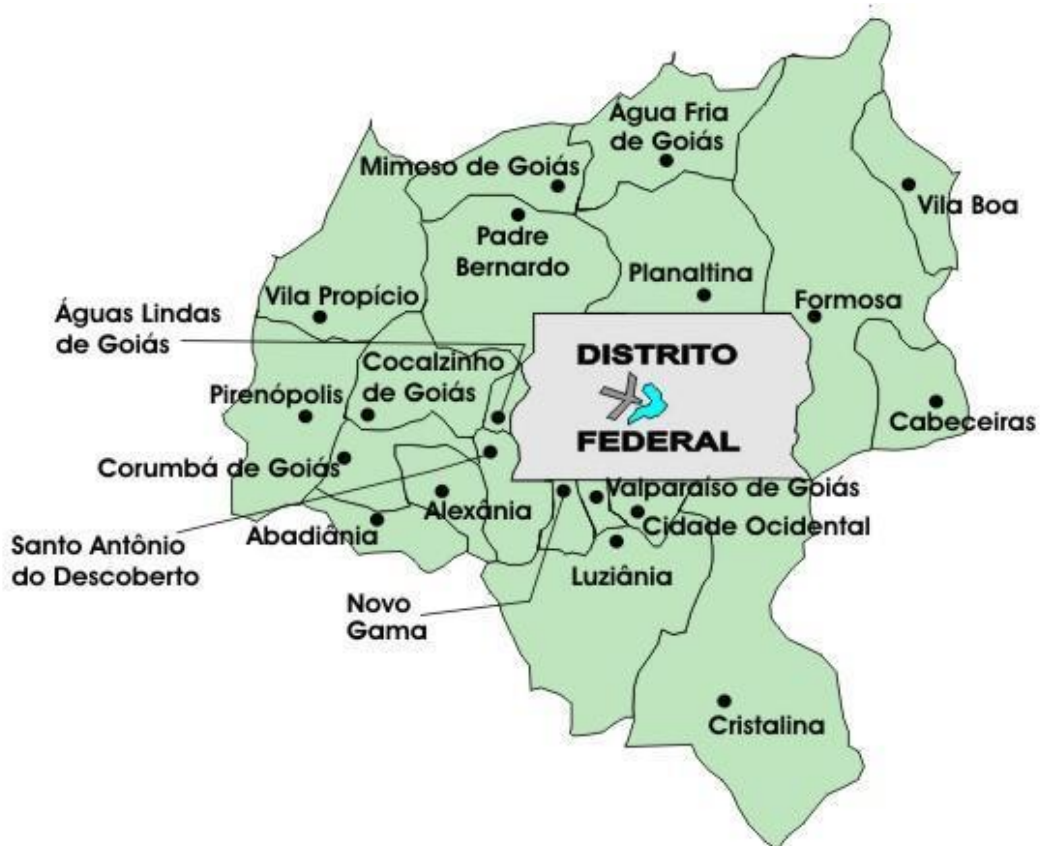 Água Fria
de Goiás
Mimoso de Goiás
Vila Boa
Padre
Bernardo
Planaltina
Vila Propício
Formosa
Águas Lindas
de Goiás
Cocalzinho
de Goiás
DISTRITO
FEDERAL
Pirenópolis
Cabeceiras
Corumbá de Goiás
Alexânia
Valparaíso de Goiás
Abadiânia
Cidade Ocidental
Santo Antônio
do Descoberto
Luziânia
Novo
Gama
Cristalina